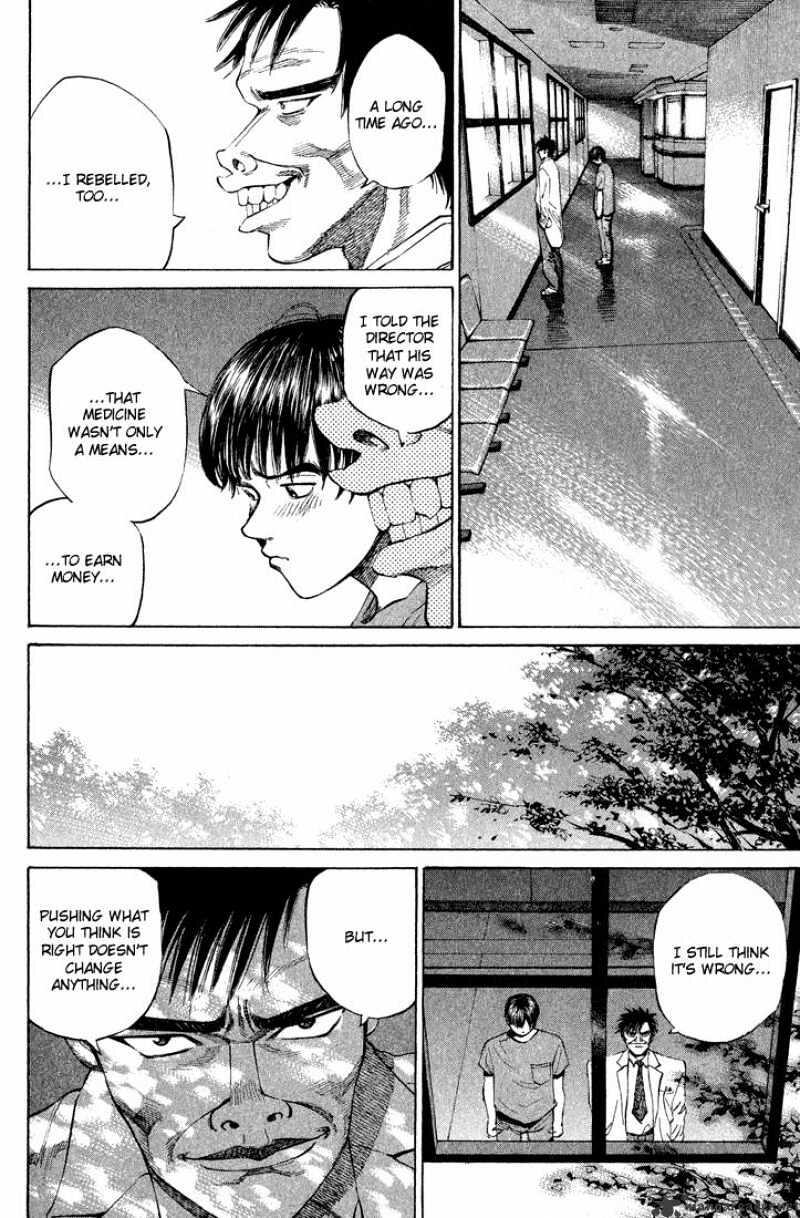 A LONG
TIME AGO...
...I REBELLED,
TOO...
I TOLD THE
DIRECTOR
THAT HIS
WAY WAS
WRONG...
...THAT
MEDICINE
WASN'T ONLY
A MEANS...
...TO EARN
MONEY...
I STILL THINK
IT'S WRONG...
BUT...
PUSHING WHAT
YOU THINK IS
RIGHT DOESN'T
CHANGE
ANYTHING...